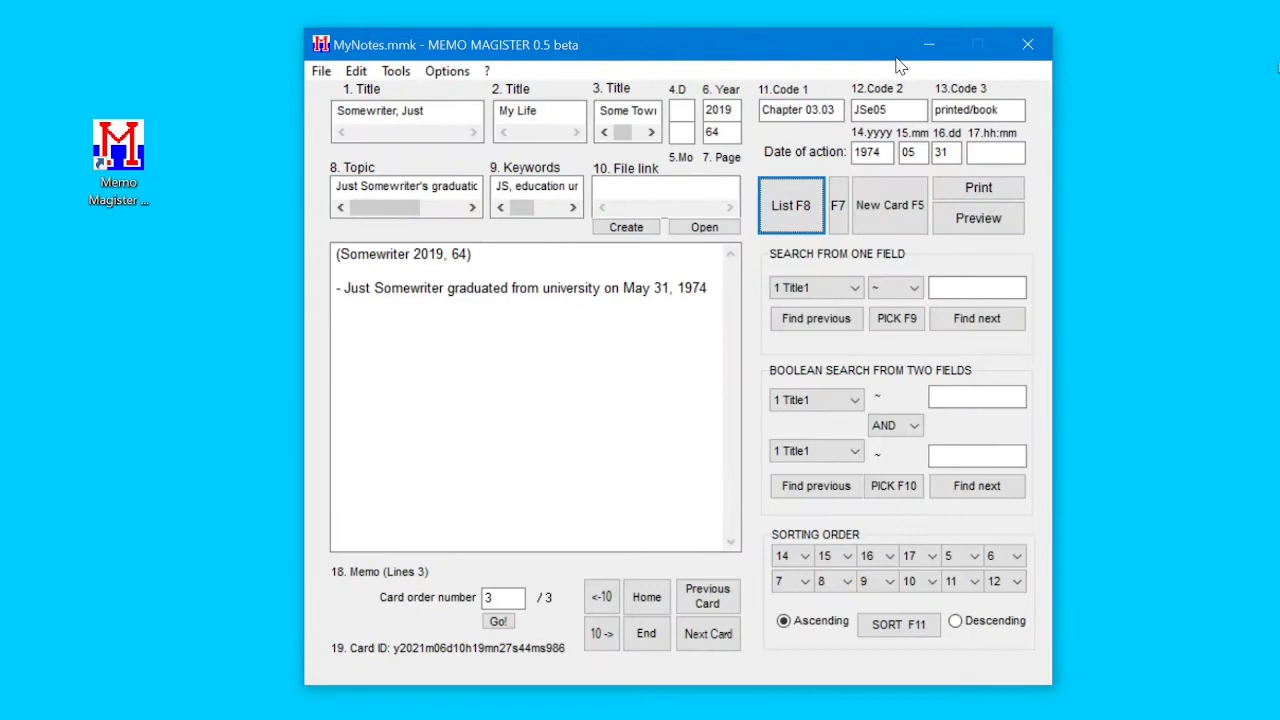 MyNotes.mmk - MEMO MAGISTER 0.5 beta
File Edit Tools Options ?
1. Title 2. Title 3. Title 4.D 6. Year 11.Code 1 12.Code 2 13.Code 3
Somewriter, Just My Life Some Town 2019 Chapter 03.03 JSe05 printed/book
64
14.yyyy 15.mm 16.dd 17.hh:mm
5.Mo 7. Page Date of action: 1974 05 31
8. Topic 9. Keywords 10. File link
Just Somewriter's graduatic JS, education ur
Create Open
List F8 F7 New Card F5 Print
Preview
Memo
Magister ...
(Somewriter 2019, 64)
- Just Somewriter graduated from university on May 31, 1974
SEARCH FROM ONE FIELD
1 Title1 ~
Find previous PICK F9 Find next
BOOLEAN SEARCH FROM TWO FIELDS
1 Title1 ~
AND
1 Title1 ~
Find previous PICK F10 Find next
SORTING ORDER
14 15 16 17 5 6
7 8 9 10 11 12
Ascending SORT F11 Descending
18. Memo (Lines 3)
Card order number 3 / 3
Go!
<-10 Home Previous Card
10 -> End Next Card
19. Card ID: y2021m06d10h19mn27s44ms986